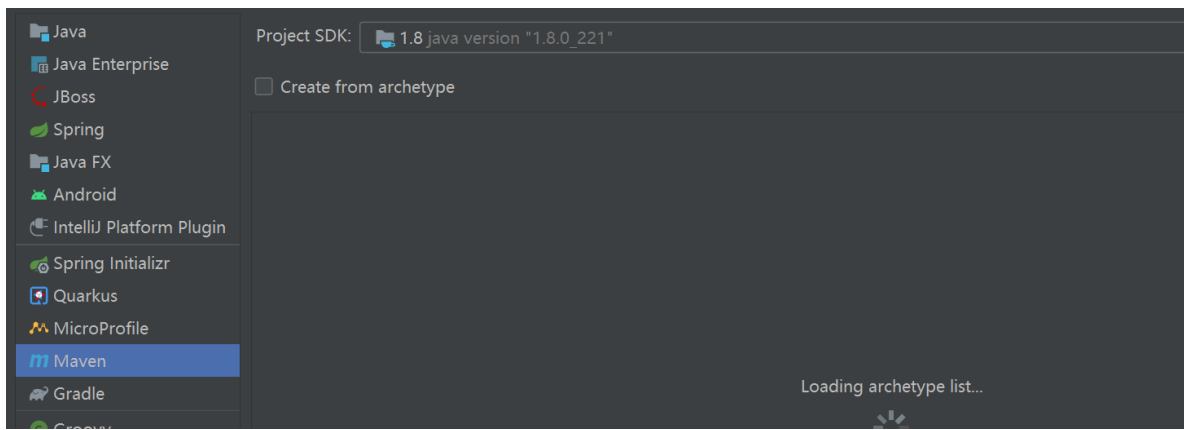 Java
Java Enterprise
JBoss
Spring
Java FX
Android
IntelliJ Platform Plugin
Spring Initializr
Quarkus
MicroProfile
Maven
Gradle
Groovy
Project SDK: 1.8 java version "1.8.0_221"
Create from archetype
Loading archetype list...